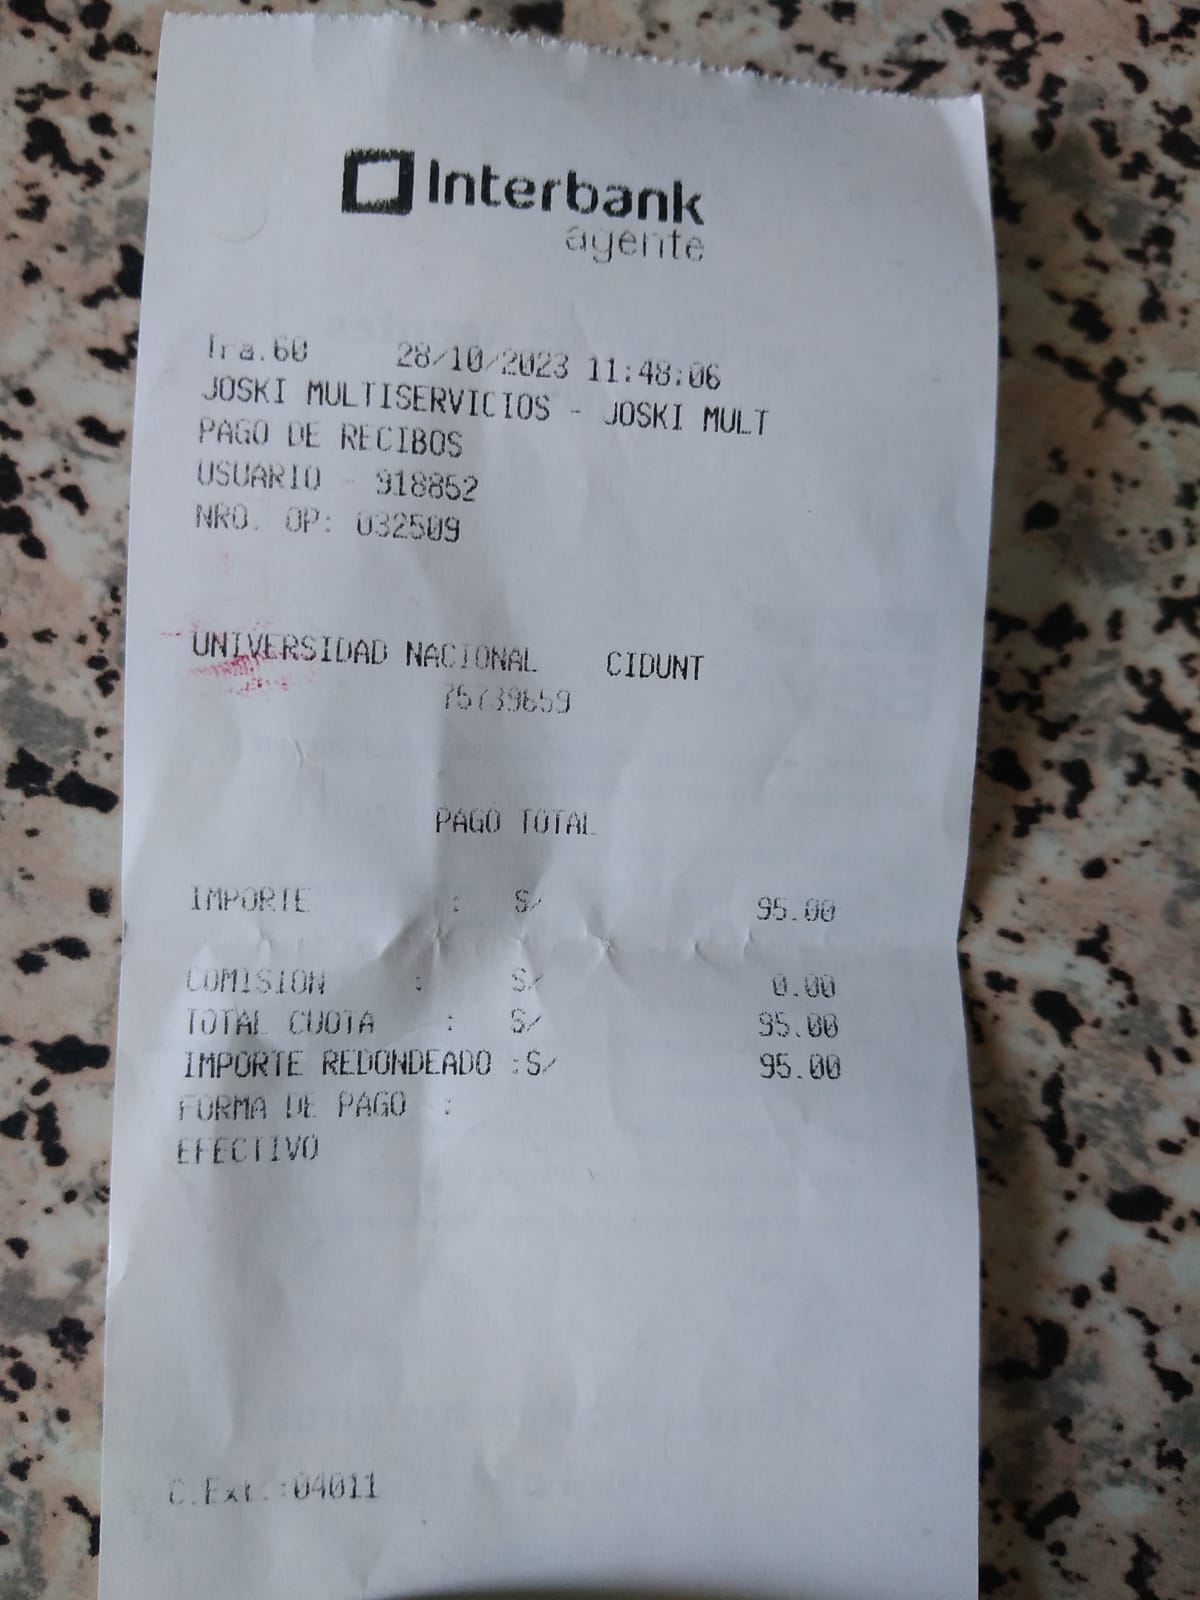 Interbank
agente
Tra.60 28/10/2023 11:48:06
JOSKI MULTISERVICIOS - JOSKI MULT
PAGO DE RECIBOS
USUARIO - 918852
NRO. OP: 032509
UNIVERSIDAD NACIONAL CIDUNT
75739659
PAGO TOTAL
IMPORTE : S/ 95.00
COMISION : S/ 0.00
TOTAL CUOTA : S/ 95.00
IMPORTE REDONDEADO :S/ 95.00
FORMA DE PAGO :
EFECTIVO
C.Ext.:04011